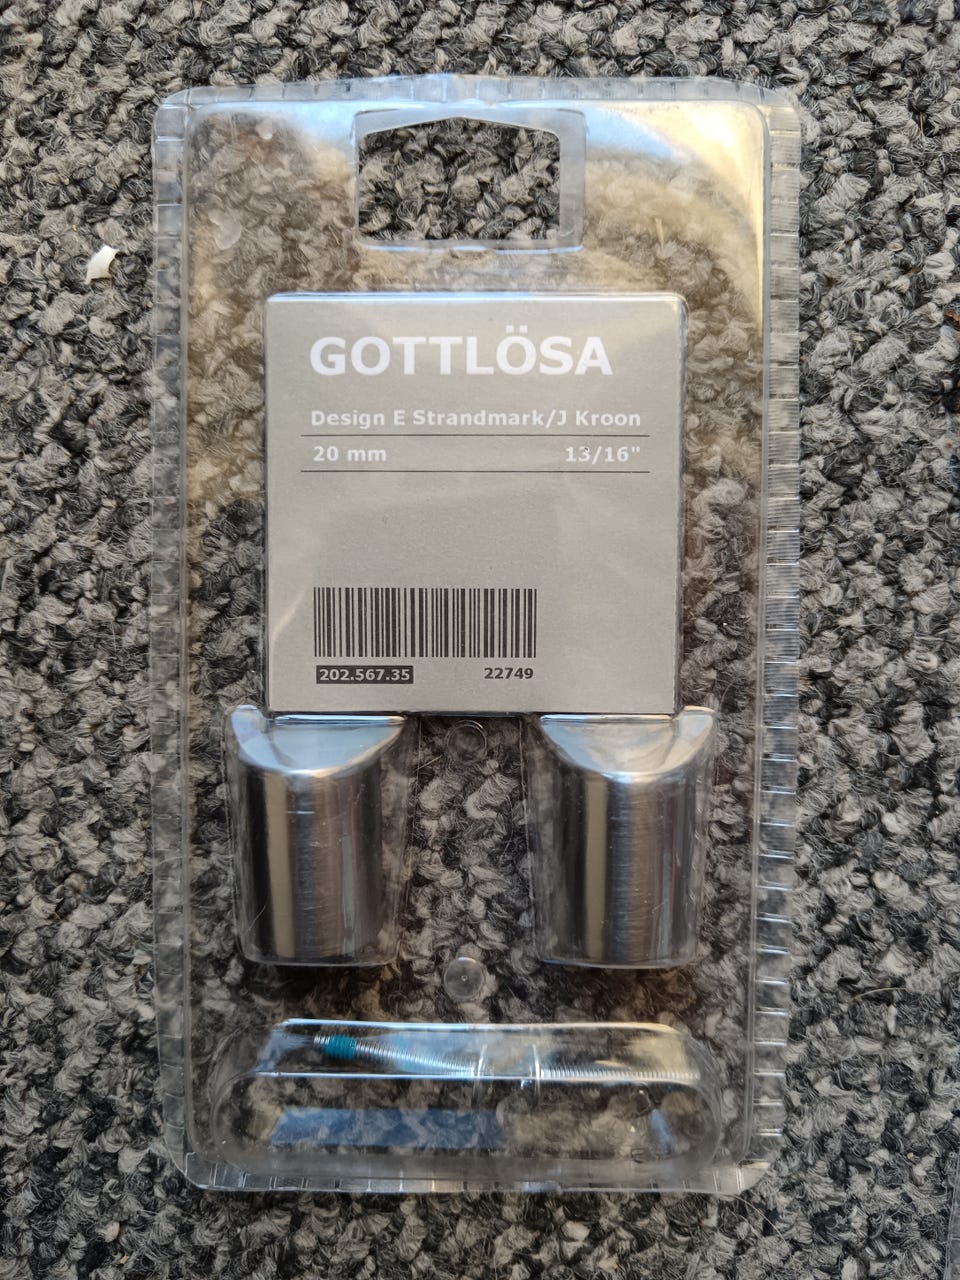 GOTTLÖSA
Design E Strandmark/J Kroon
20 mm 13/16"
202.567.35 22749